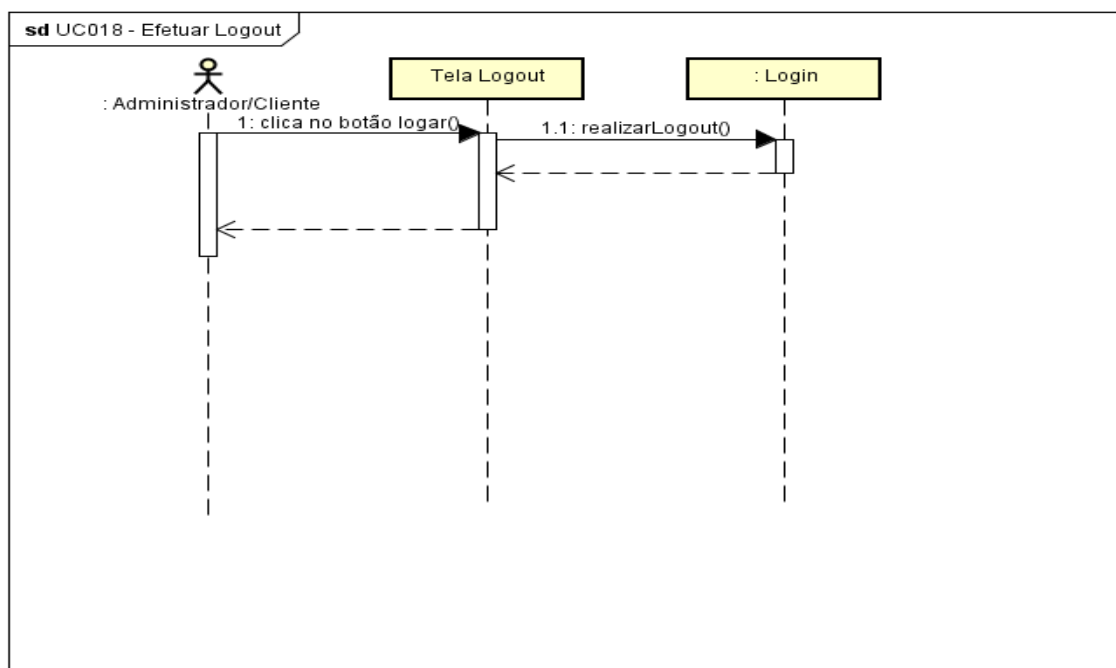 sd UC018 - Efetuar Logout
: Administrador/Cliente
Tela Logout
: Login
1: clica no botão logar()
1.1: realizarLogout()